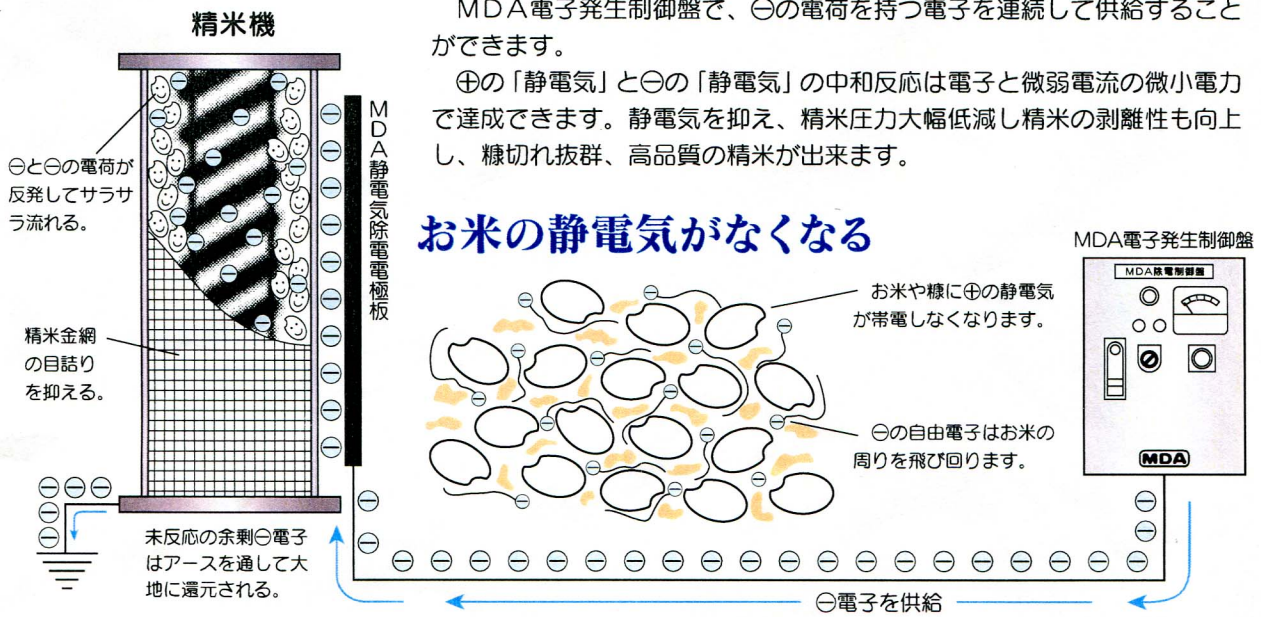 精米機
MDA電子発生制御盤で、⊖の電荷を持つ電子を連続して供給すること
ができます。
⊕の「静電気」と⊖の「静電気」の中和反応は電子と微弱電流の微小電力
で達成できます。静電気を抑え、精米圧力大幅低減し精米の剥離性も向上
し、糠切れ抜群、高品質の精米が出来ます。
⊖と⊖の電荷が
反発してサラサ
ラ流れる。
MDA静電気除電電極板
精米金網
の目詰り
を抑える。
お米の静電気がなくなる
お米や糠に⊕の静電気
が帯電しなくなります。
⊖の自由電子はお米の
周りを飛び回ります。
MDA電子発生制御盤
MDA除電制御盤
MDA
未反応の余剰⊖電子
はアースを通して大
地に還元される。
⊖電子を供給